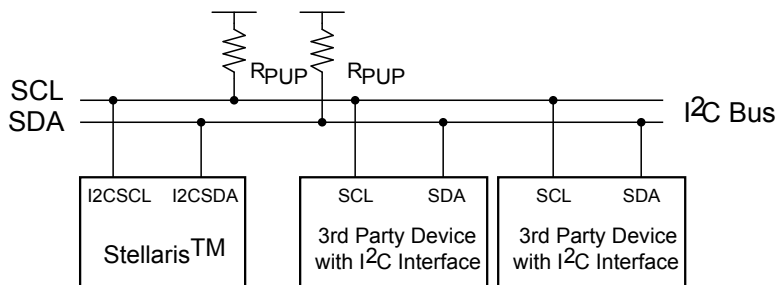 RPUP RPUP
SCL
SDA
I2C Bus
I2CSCL I2CSDA SCL SDA SCL SDA
Stellaris™
3rd Party Device
with I2C Interface
3rd Party Device
with I2C Interface